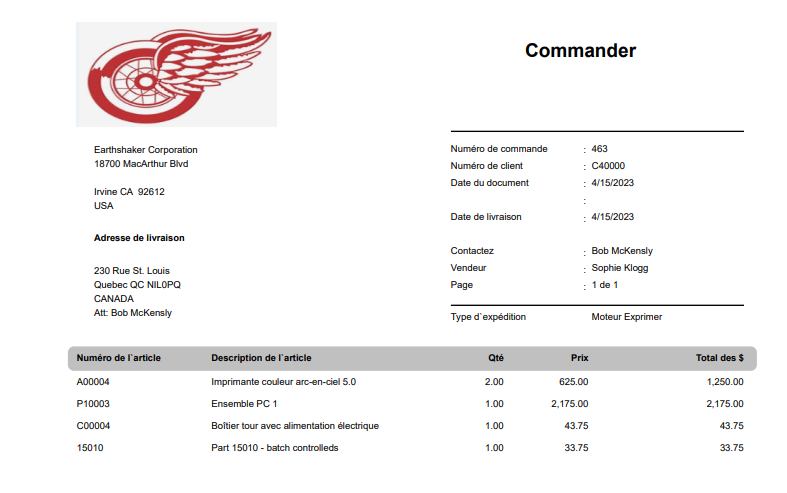 Commander
Earthshaker Corporation
18700 MacArthur Blvd
Irvine CA 92612
USA
Adresse de livraison
230 Rue St. Louis
Quebec QC NIL0PQ
CANADA
Att: Bob McKensly
Numéro de commande : 463
Numéro de client : C40000
Date du document : 4/15/2023
:
Date de livraison : 4/15/2023
Contactez : Bob McKensly
Vendeur : Sophie Klogg
Page : 1 de 1
Type d`expédition Moteur Exprimer
Numéro de l`article Description de l`article Qté Prix Total des $
A00004 Imprimante couleur arc-en-ciel 5.0 2.00 625.00 1,250.00
P10003 Ensemble PC 1 1.00 2,175.00 2,175.00
C00004 Boîtier tour avec alimentation électrique 1.00 43.75 43.75
15010 Part 15010 - batch controlleds 1.00 33.75 33.75